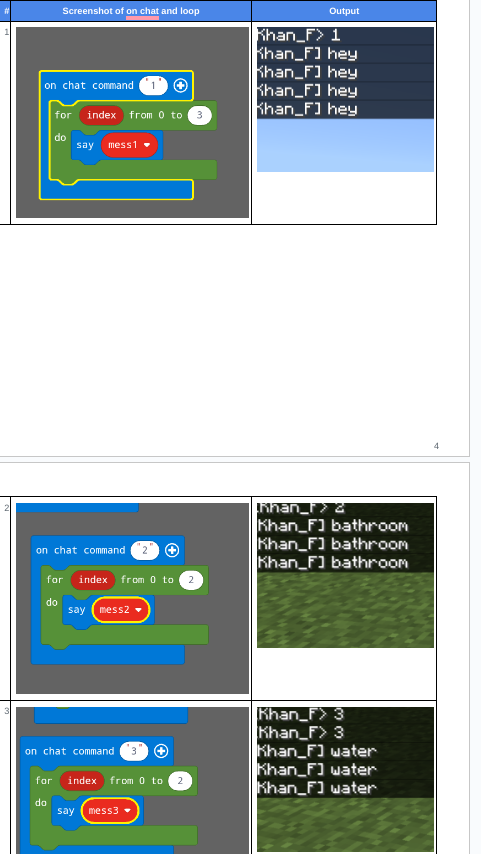 # Screenshot of on chat and loop Output
1
on chat command "1"
for index from 0 to 3
do
say mess1
Khan_F> 1
Khan_F] hey
Khan_F] hey
Khan_F] hey
Khan_F] hey
4
2
on chat command "2"
for index from 0 to 2
do
say mess2
Khan_F> 2
Khan_F] bathroom
Khan_F] bathroom
Khan_F] bathroom
3
on chat command "3"
for index from 0 to 2
do
say mess3
Khan_F> 3
Khan_F> 3
Khan_F] water
Khan_F] water
Khan_F] water